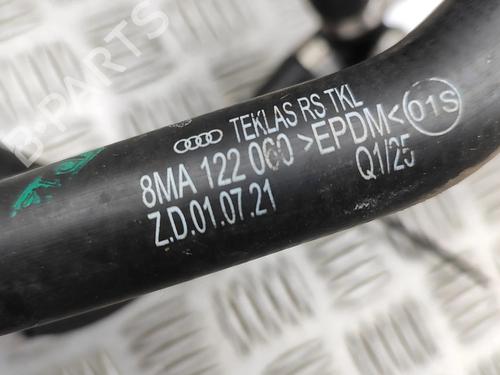 TEKLAS RS TKL
8MA 122 060 >EPDM< 01S
Z.D.01.07.21 Q1/25
B-PARTS